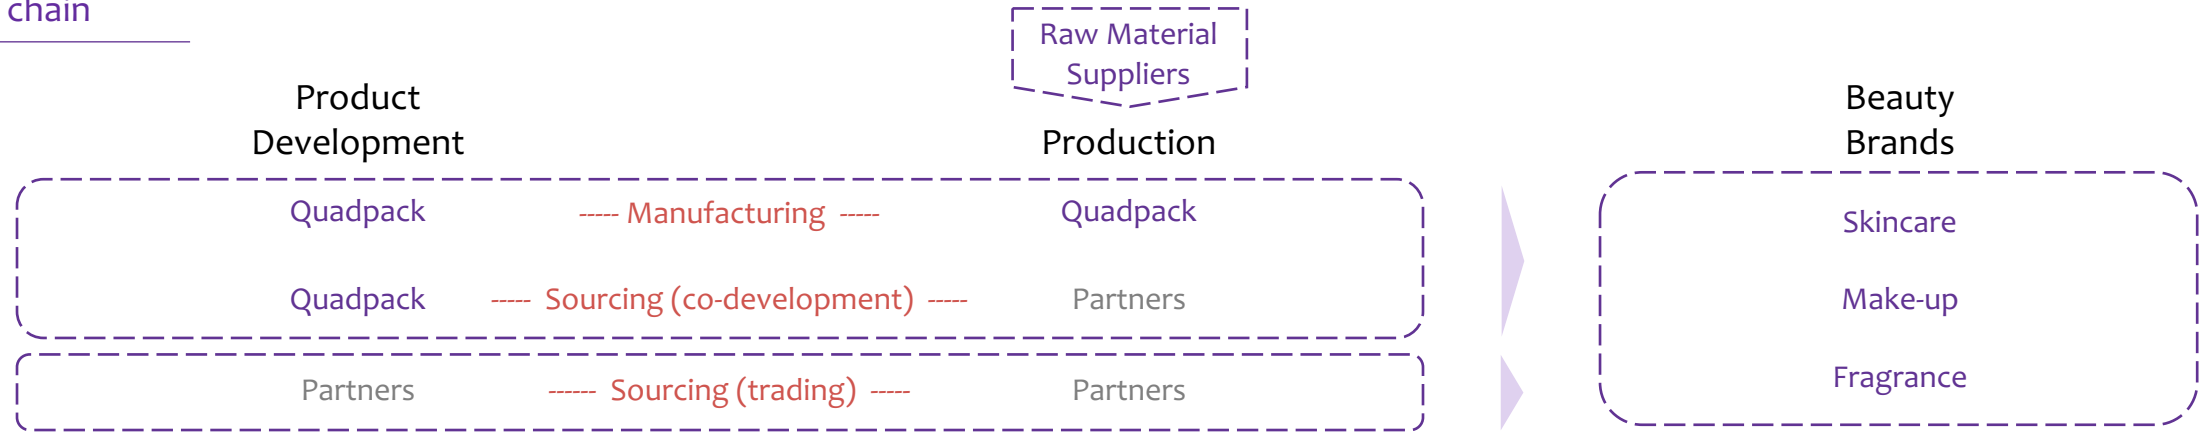 chain
Raw Material
Suppliers
Product
Development
Production
Beauty
Brands
Quadpack ----- Manufacturing ----- Quadpack
Quadpack ----- Sourcing (co-development) ----- Partners
Partners ------ Sourcing (trading) ----- Partners
Skincare
Make-up
Fragrance